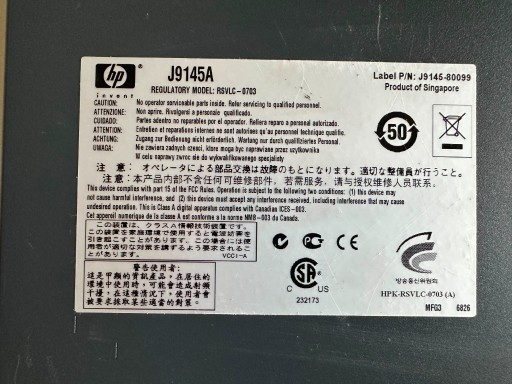 hp
invent
J9145A
REGULATORY MODEL: RSVLC-0703
Label P/N: J9145-80099
Product of Singapore
CAUTION: No operator serviceable parts inside. Refer servicing to qualified personnel.
ATTENZIONE: Non aprire. Rivolgersi a personale qualificato.
CUIDADO: Partes adentro no reparables por el operador. Refiera reparo a personal calificado.
ATTENTION: Entretien et réparations internes ne sont autorisés qu'au personnel technique qualifié.
ACHTUNG: Zugang zur Bedienung nicht erforderlich. Wartung nur durch qualifiziertes Personal.
UWAGA: Nie zawiera zadnych czesci, ktore moga byc naprawiane przez uzytkownika
W celu naprawy zwroc sie do wykwalifikowanego specjalisty
50
注 意: オペレータによる部品交換は故障のもとになります。適切な整備員が行うこと。
注 意: 本产品内部不含任何可维修部件,若需服务,请与授权维修人员联系。
This device complies with part 15 of the FCC Rules. Operation is subject to the following two conditions: (1) this device may
not cause harmful interference, and (2) this device must accept any interference received, including interference that may cause
undesired operation. This is Class A digital apparatus complies with Canadian ICES-003.
Cet appareil numerique de la classe A est conforme a la norme NMB-003 du Canada.
この装置は、クラスA情報技術装置です。
この装置を家庭環境で使用すると電波妨害を
引き起こすことがあります。この場合には使
用者が適切な対策を講ずるよう要求されるこ
とがあります。 VCCI-A
警告使用者:
這是甲類的資訊產品,在居住的
環境中使用時,可能會造成射頻
干擾,在這種情況下,使用者會
被要求採取某些適當的對策。
C US
232173
방송통신위원회
HPK-RSVLC-0703 (A)
MFG3 6826